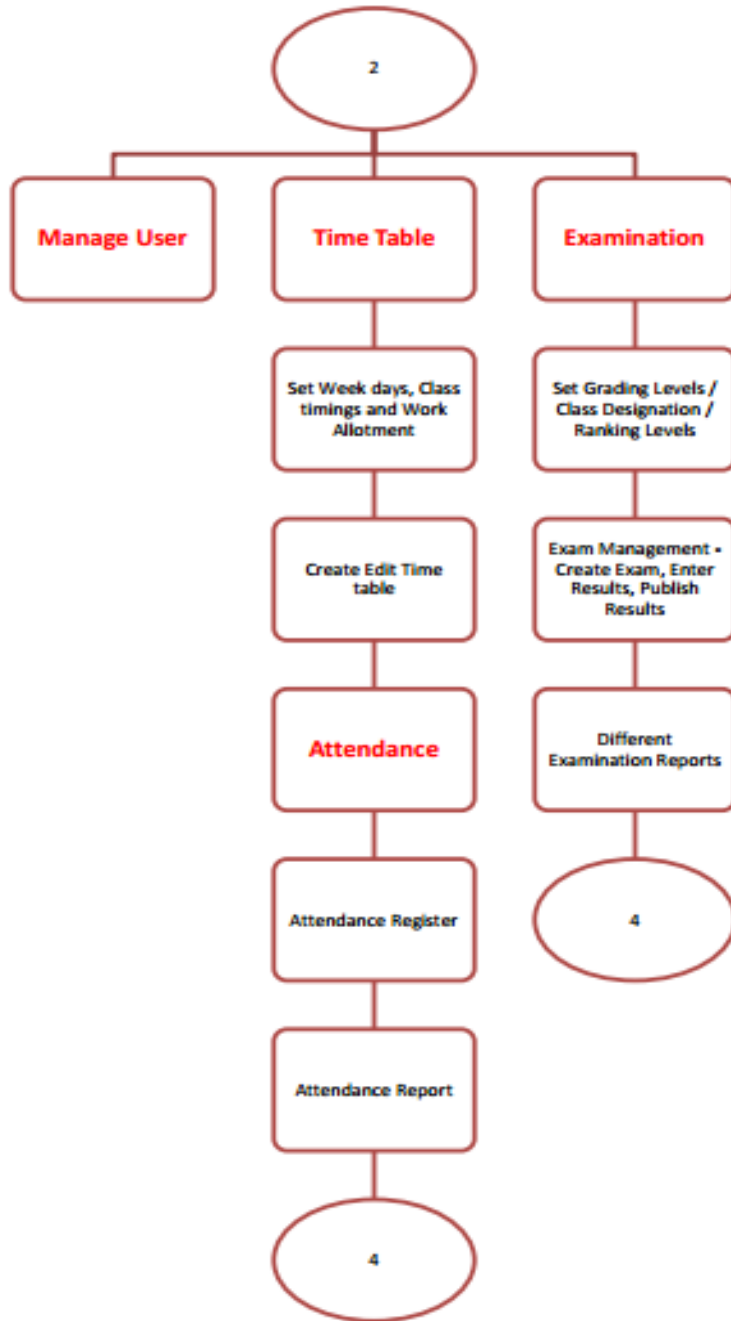 2
Manage User
Time Table
Examination
Set Week days, Class
timings and Work
Allotment
Set Grading Levels /
Class Designation /
Ranking Levels
Create Edit Time
table
Exam Management -
Create Exam, Enter
Results, Publish
Results
Attendance
Different
Examination Reports
Attendance Register
4
Attendance Report
4